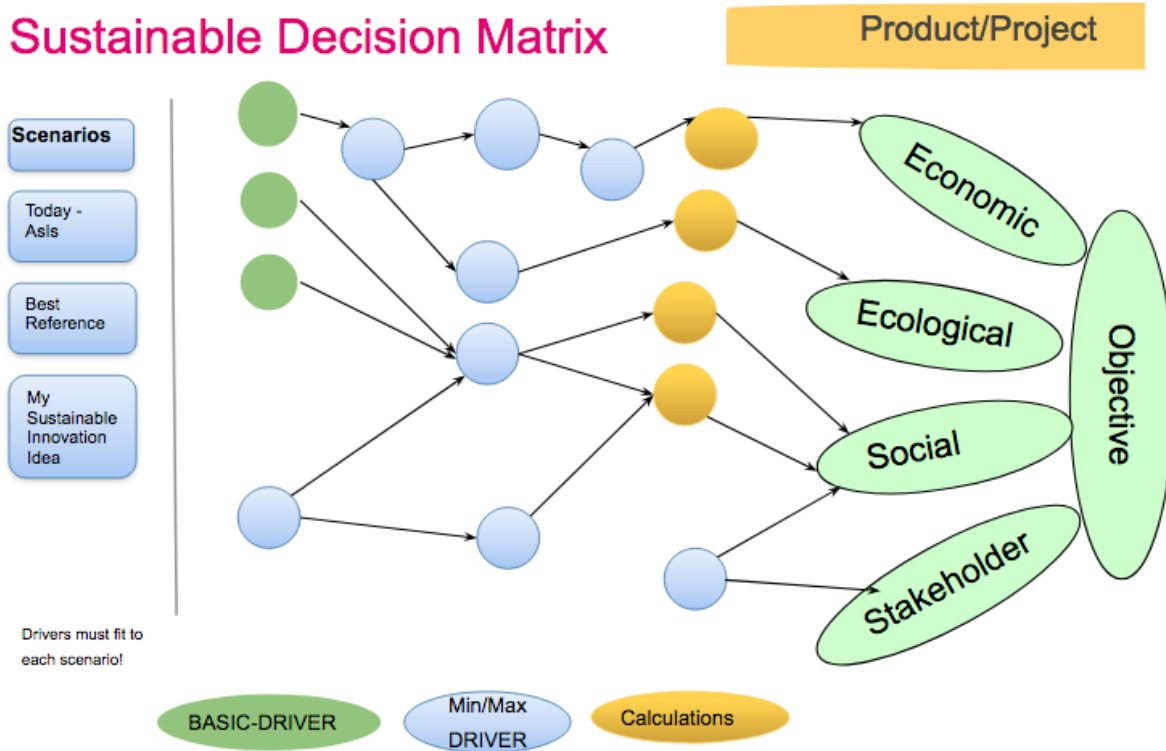 Sustainable Decision Matrix
Product/Project
Scenarios
Today -
AsIs
Best
Reference
My
Sustainable
Innovation
Idea
Economic
Ecological
Social
Stakeholder
Objective
Drivers must fit to
each scenario!
BASIC-DRIVER
Min/Max
DRIVER
Calculations